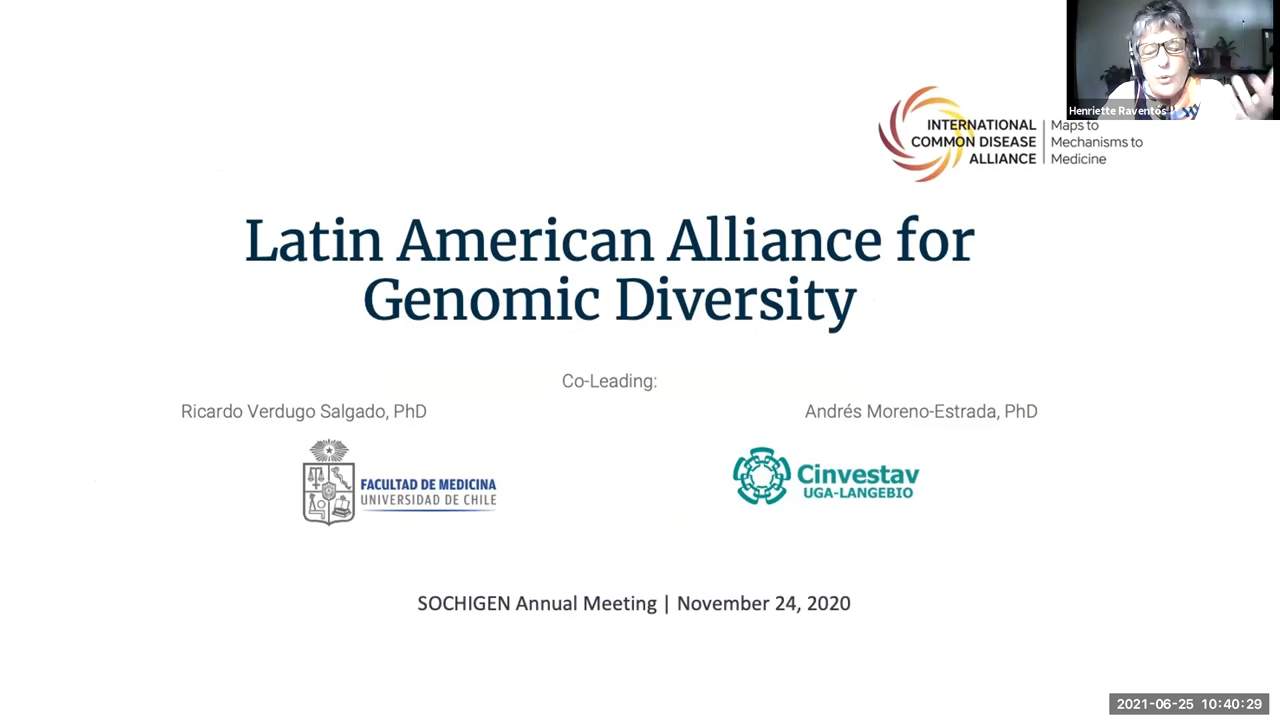 Henriette Raventós
INTERNATIONAL
COMMON DISEASE
ALLIANCE
Maps to
Mechanisms to
Medicine
Latin American Alliance for
Genomic Diversity
Co-Leading:
Ricardo Verdugo Salgado, PhD
Andrés Moreno-Estrada, PhD
FACULTAD DE MEDICINA
UNIVERSIDAD DE CHILE
Cinvestav
UGA-LANGEBIO
SOCHIGEN Annual Meeting | November 24, 2020
2021-06-25 10:40:29